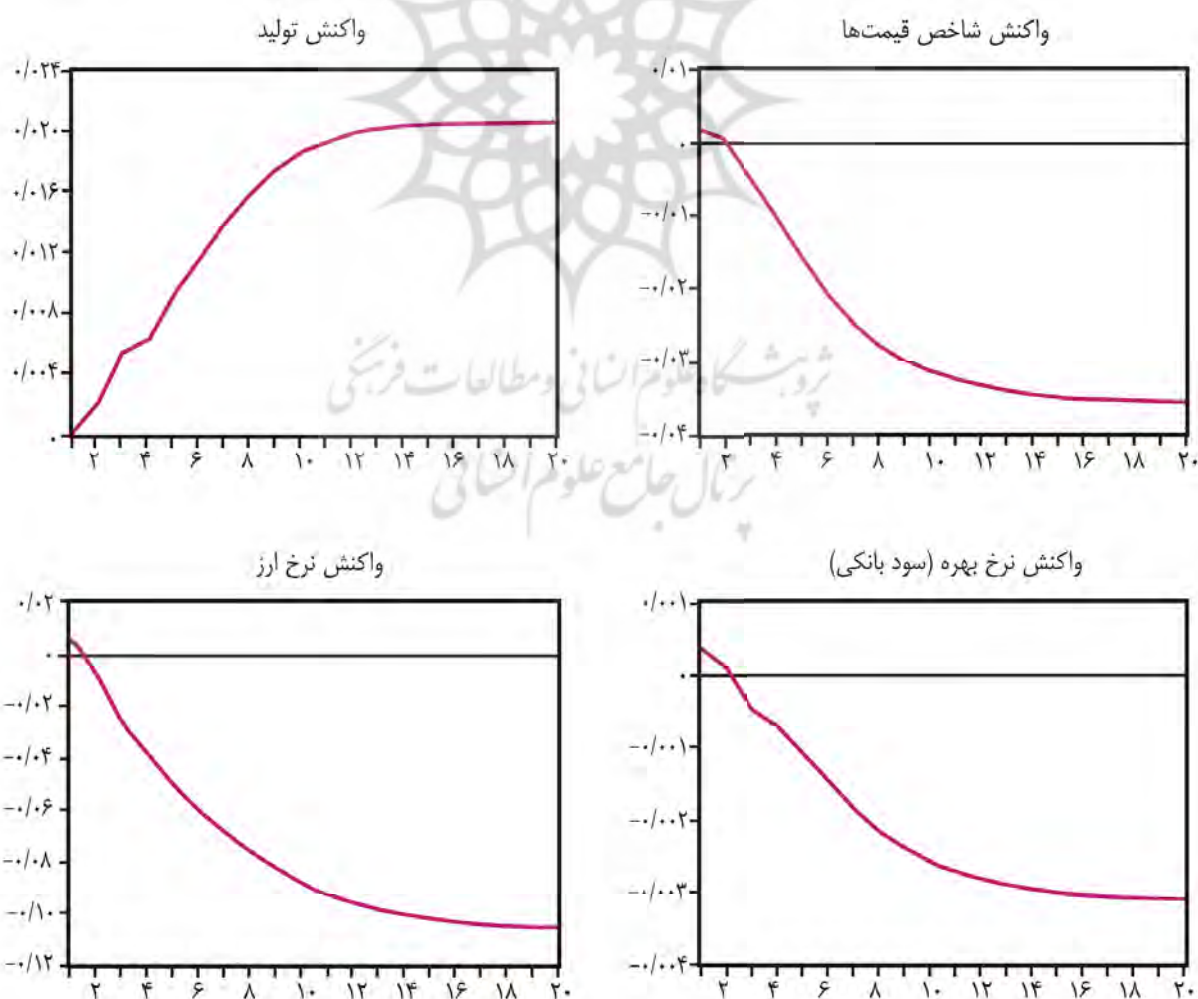 واکنش شاخص قیمت‌ها
۰/۰۱
۰
-۰/۰۱
-۰/۰۲
-۰/۰۳
-۰/۰۴
۲ ۴ ۶ ۸ ۱۰ ۱۲ ۱۴ ۱۶ ۱۸ ۲۰
واکنش تولید
۰/۰۲۴
۰/۰۲۰
۰/۰۱۶
۰/۰۱۲
۰/۰۰۸
۰/۰۰۴
۰
۲ ۴ ۶ ۸ ۱۰ ۱۲ ۱۴ ۱۶ ۱۸ ۲۰
پژوهشگاه علوم انسانی و مطالعات فرهنگی
پرتال جامع علوم انسانی
واکنش نرخ بهره (سود بانکی)
۰/۰۰۱
۰
-۰/۰۰۱
-۰/۰۰۲
-۰/۰۰۳
-۰/۰۰۴
۲ ۴ ۶ ۸ ۱۰ ۱۲ ۱۴ ۱۶ ۱۸ ۲۰
واکنش نرخ ارز
۰/۰۲
۰
-۰/۰۲
-۰/۰۴
-۰/۰۶
-۰/۰۸
-۰/۱۰
-۰/۱۲
۲ ۴ ۶ ۸ ۱۰ ۱۲ ۱۴ ۱۶ ۱۸ ۲۰